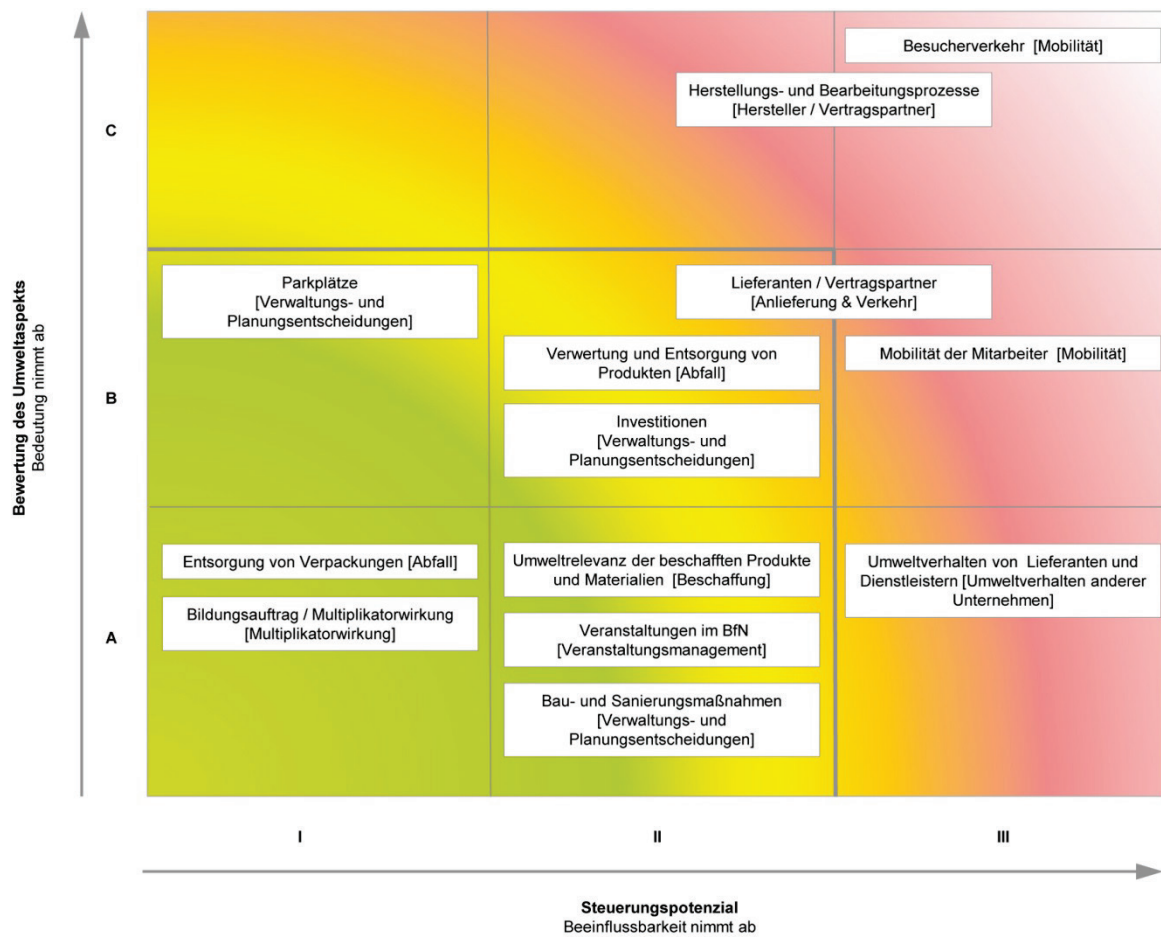 Besucherverkehr [Mobilität]
Herstellungs- und Bearbeitungsprozesse
[Hersteller / Vertragspartner]
C
Parkplätze
[Verwaltungs- und
Planungsentscheidungen]
Lieferanten / Vertragspartner
[Anlieferung & Verkehr]
Verwertung und Entsorgung von
Produkten [Abfall]
Mobilität der Mitarbeiter [Mobilität]
B
Investitionen
[Verwaltungs- und
Planungsentscheidungen]
Bewertung des Umweltaspekts
Bedeutung nimmt ab
Entsorgung von Verpackungen [Abfall]
Bildungsauftrag / Multiplikatorwirkung
[Multiplikatorwirkung]
Umweltrelevanz der beschafften Produkte
und Materialien [Beschaffung]
Umweltverhalten von Lieferanten und
Dienstleistern [Umweltverhalten anderer
Unternehmen]
A
Veranstaltungen im BfN
[Veranstaltungsmanagement]
Bau- und Sanierungsmaßnahmen
[Verwaltungs- und
Planungsentscheidungen]
I
II
III
Steuerungspotenzial
Beeinflussbarkeit nimmt ab